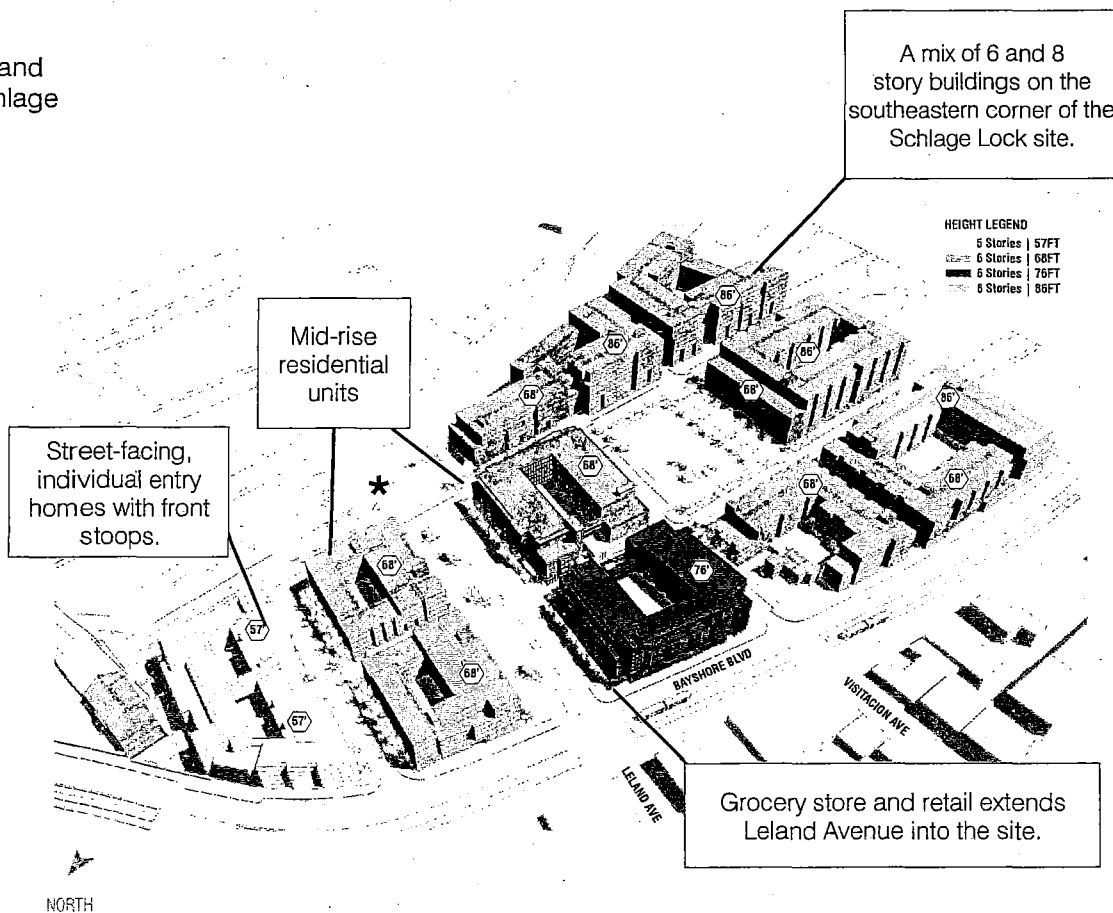 and
hlage
A mix of 6 and 8
story buildings on the
southeastern corner of the
Schlage Lock site.
HEIGHT LEGEND
5 Stories | 57FT
6 Stories | 68FT
6 Stories | 76FT
8 Stories | 86FT
Mid-rise
residential
units
Street-facing,
individual entry
homes with front
stoops.
*
86'
86'
86'
68'
68'
86'
68'
68'
68'
76'
68'
57'
68'
57'
BAYSHORE BLVD
VISITACION AVE
LELAND AVE
Grocery store and retail extends
Leland Avenue into the site.
NORTH